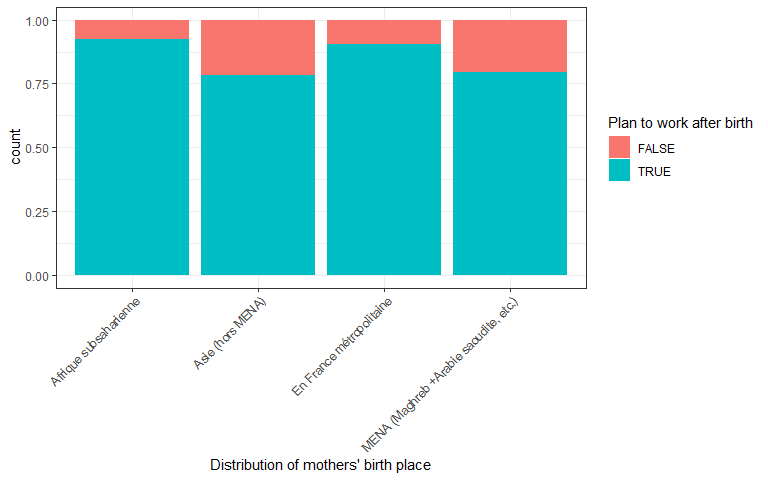 1.00
0.75
0.50
0.25
0.00
count
Afrique subsaharienne
Asie (hors MENA)
En France métropolitaine
MENA (Maghreb +Arabie saoudite, etc.)
Distribution of mothers' birth place
Plan to work after birth
FALSE
TRUE